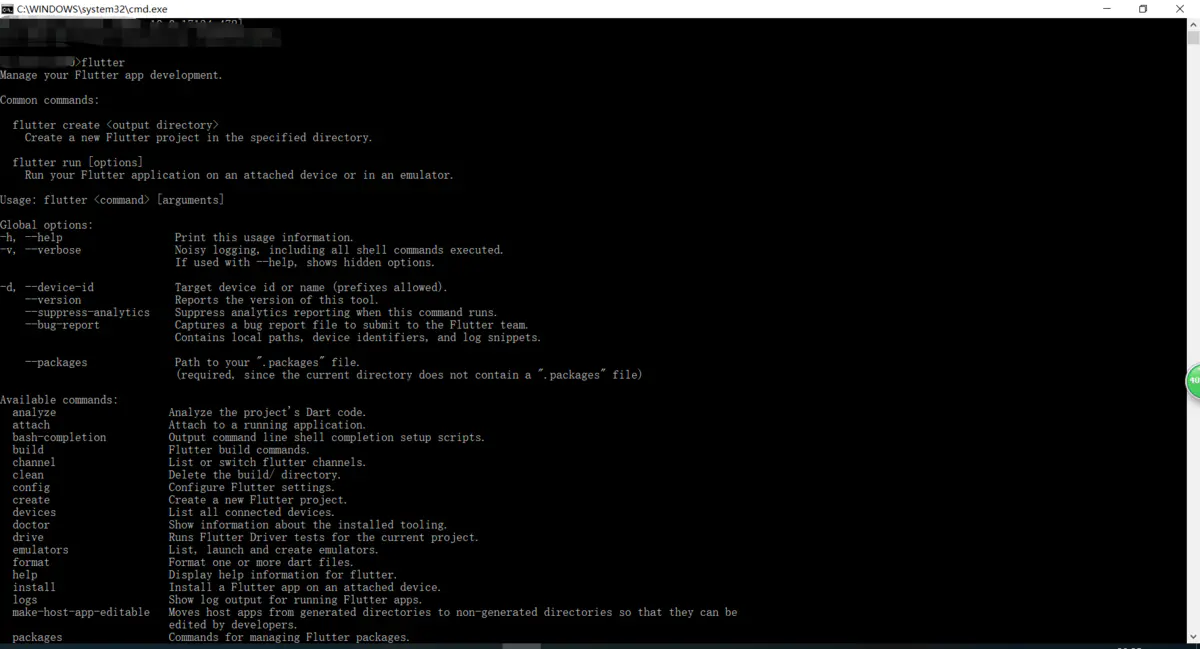 C:\WINDOWS\system32\cmd.exe
>flutter
Manage your Flutter app development.
Common commands:
flutter create <output directory>
Create a new Flutter project in the specified directory.
flutter run [options]
Run your Flutter application on an attached device or in an emulator.
Usage: flutter <command> [arguments]
Global options:
-h, --help Print this usage information.
-v, --verbose Noisy logging, including all shell commands executed.
If used with --help, shows hidden options.
-d, --device-id Target device id or name (prefixes allowed).
--version Reports the version of this tool.
--suppress-analytics Suppress analytics reporting when this command runs.
--bug-report Captures a bug report file to submit to the Flutter team.
Contains local paths, device identifiers, and log snippets.
--packages Path to your ".packages" file.
(required, since the current directory does not contain a ".packages" file)
Available commands:
analyze Analyze the project's Dart code.
attach Attach to a running application.
bash-completion Output command line shell completion setup scripts.
build Flutter build commands.
channel List or switch flutter channels.
clean Delete the build/ directory.
config Configure Flutter settings.
create Create a new Flutter project.
devices List all connected devices.
doctor Show information about the installed tooling.
drive Runs Flutter Driver tests for the current project.
emulators List, launch and create emulators.
format Format one or more dart files.
help Display help information for flutter.
install Install a Flutter app on an attached device.
logs Show log output for running Flutter apps.
make-host-app-editable Moves host apps from generated directories to non-generated directories so that they can be
edited by developers.
packages Commands for managing Flutter packages.